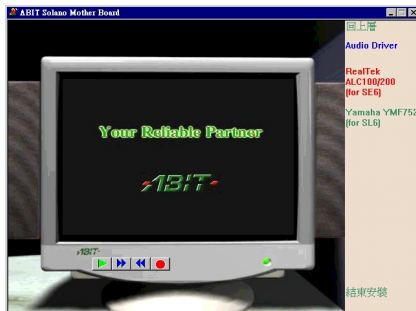 ABIT Solano Mother Board
回上層
Audio Driver
RealTek
ALC100/200
(for SE6)
Yamaha YMF752
(for SL6)
Your Reliable Partner
ABIT
ABIT
結束安裝